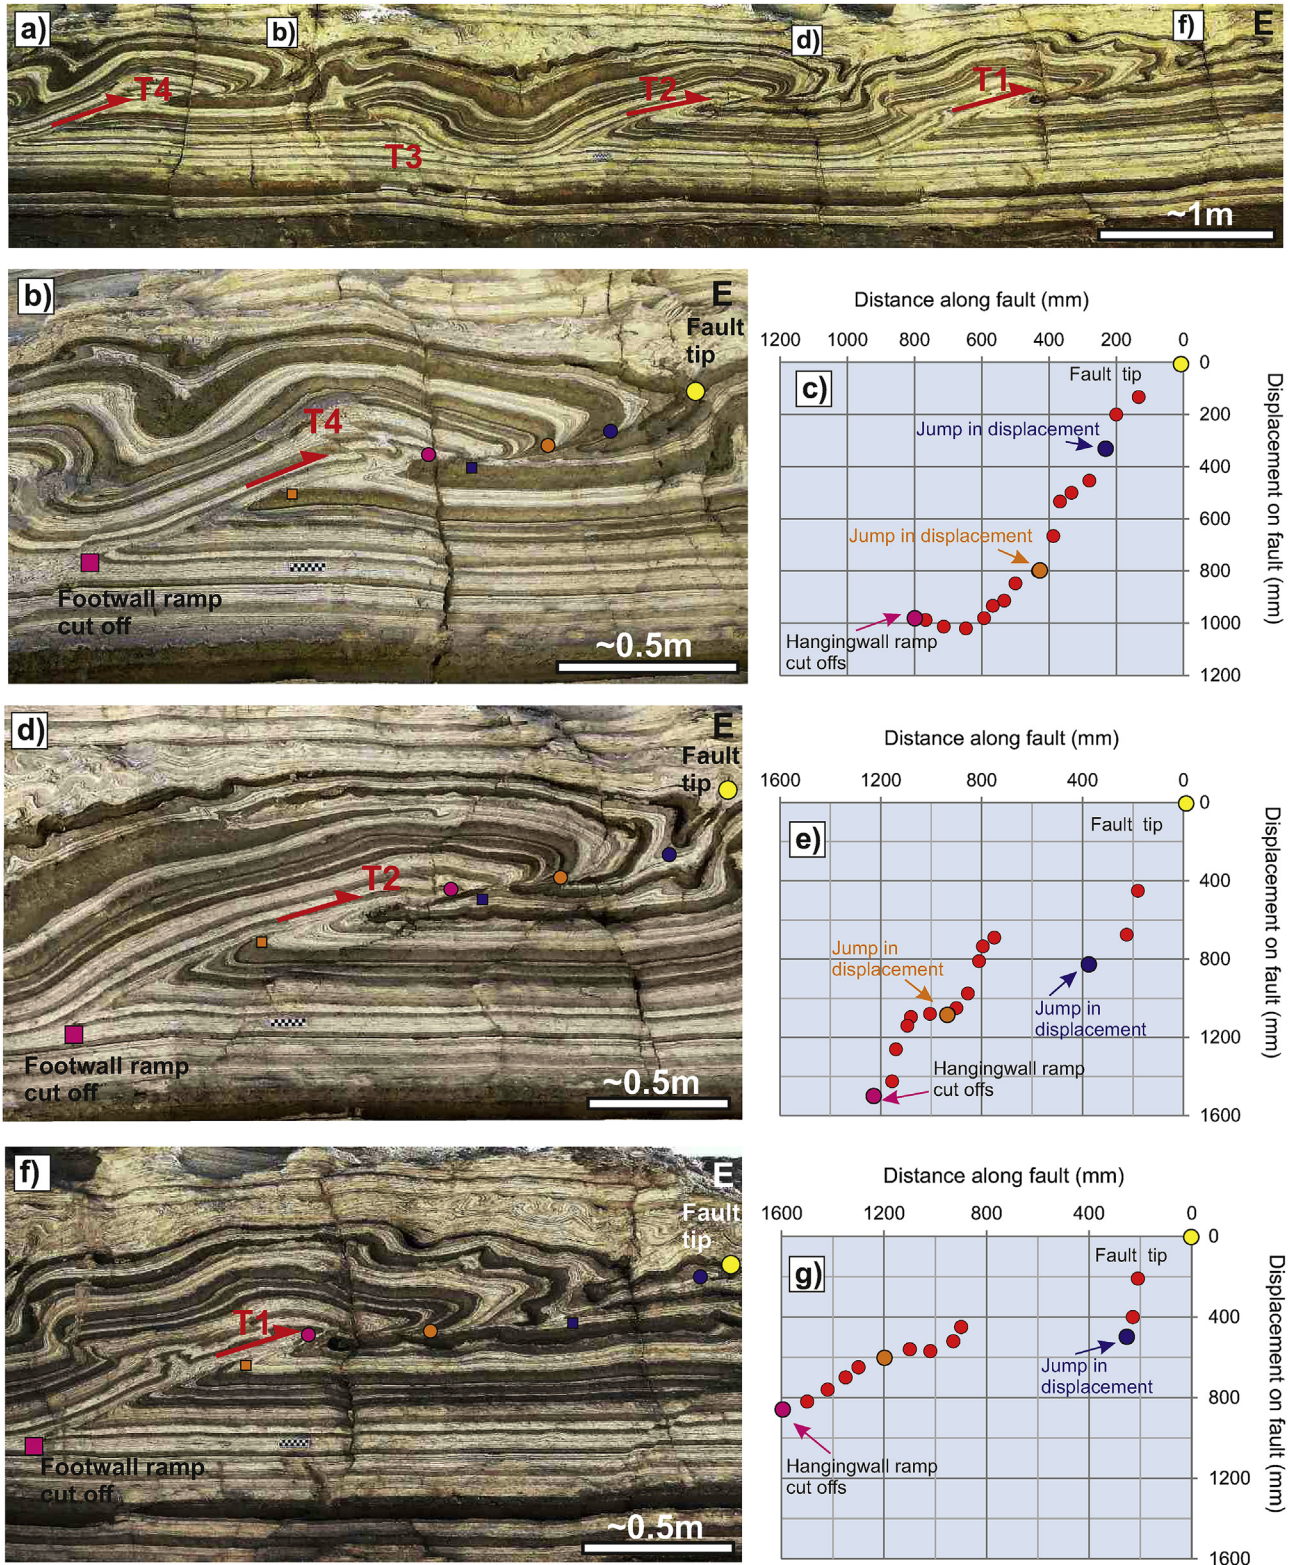 a)
b)
d)
f)
E
T4
T3
T2
T1
~1m
b)
E
Fault
tip
T4
Footwall ramp
cut off
~0.5m
Distance along fault (mm)
1200 1000 800 600 400 200 0
c)
Fault tip
Jump in displacement
Jump in displacement
Hangingwall ramp
cut offs
0
200
400
600
800
1000
1200
Displacement on fault (mm)
d)
E
Fault
tip
T2
Footwall ramp
cut off
~0.5m
Distance along fault (mm)
1600 1200 800 400 0
e)
Fault tip
Jump in
displacement
Jump in
displacement
Hangingwall ramp
cut offs
0
400
800
1200
1600
Displacement on fault (mm)
f)
E
Fault
tip
T1
Footwall ramp
cut off
~0.5m
Distance along fault (mm)
1600 1200 800 400 0
g)
Fault tip
Jump in
displacement
Hangingwall ramp
cut offs
0
400
800
1200
1600
Displacement on fault (mm)